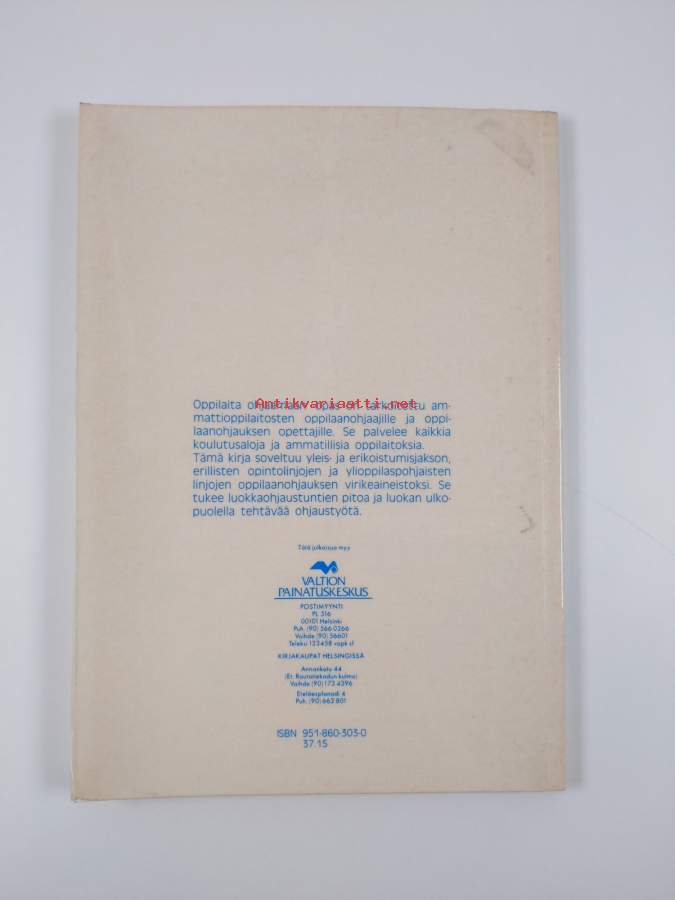 Oppilaita ohjaamaan -opas on tarkoitettu am-
Antikvariaatti.net
mattioppilaitosten oppilaanohjaajille ja oppi-
laanohjauksen opettajille. Se palvelee kaikkia
koulutusaloja ja ammatillisia oppilaitoksia.
Tämä kirja soveltuu yleis- ja erikoistumisjakson,
erillisten opintolinjojen ja ylioppilaspohjaisten
linjojen oppilaanohjauksen virikeaineistoksi. Se
tukee luokkaohjaustuntien pitoa ja luokan ulko-
puolella tehtävää ohjaustyötä.
Tätä julkaisua myy
VALTION
PAINATUSKESKUS
POSTIMYYNTI
PL 516
00101 Helsinki
Puh. (90) 566 0266
Vaihde (90) 56601
Teleksi 123458 vapk sf
KIRJAKAUPAT HELSINGISSÄ
Annankatu 44
(Et. Rautatiekadun kulma)
Vaihde (90) 173 4396
Eteläesplanadi 4
Puh. (90) 662 801
ISBN 951-860-303-0
37.15